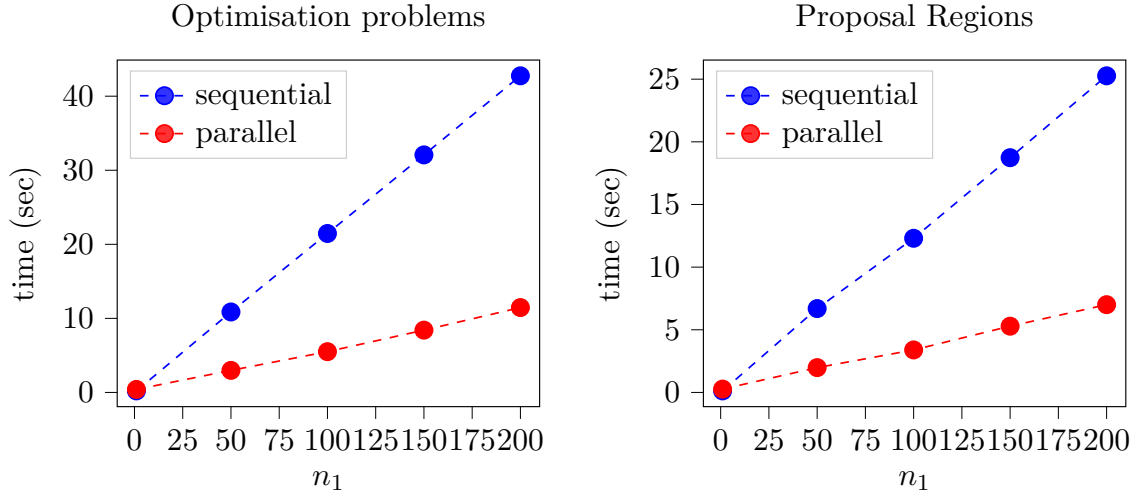 Optimisation problems
sequential
parallel
40
30
20
10
0
time (sec)
0 25 50 75 100 125 150 175 200
n₁
Proposal Regions
sequential
parallel
25
20
15
10
5
0
time (sec)
0 25 50 75 100 125 150 175 200
n₁